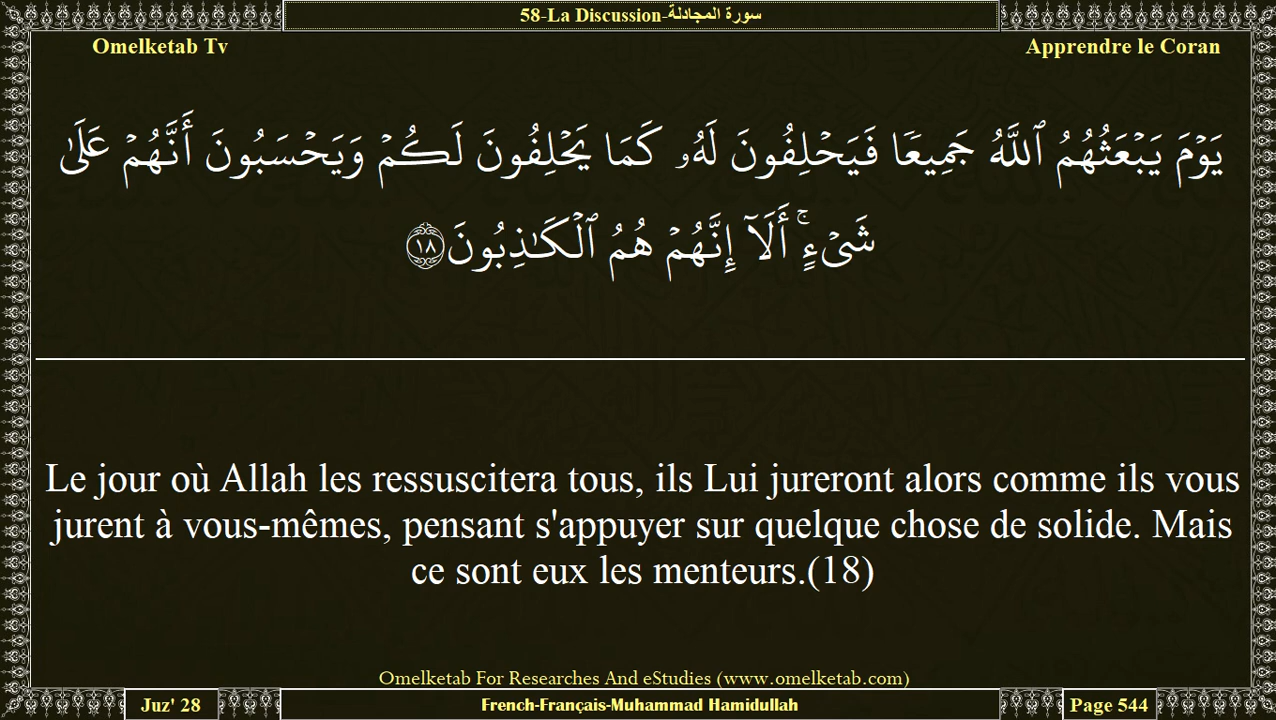 58-La Discussion-سورة المجادلة
Omelketab Tv
Apprendre le Coran
يَوْمَ يَبْعَثُهُمُ ٱللَّهُ جَمِيعًا فَيَحْلِفُونَ لَهُۥ كَمَا يَحْلِفُونَ لَكُمْ وَيَحْسَبُونَ أَنَّهُمْ عَلَىٰ
شَىْءٍ ۚ أَلَآ إِنَّهُمْ هُمُ ٱلْكَـٰذِبُونَ ١٨
Le jour où Allah les ressuscitera tous, ils Lui jureront alors comme ils vous
jurent à vous-mêmes, pensant s'appuyer sur quelque chose de solide. Mais
ce sont eux les menteurs.(18)
Omelketab For Researches And eStudies (www.omelketab.com)
Juz' 28
French-Français-Muhammad Hamidullah
Page 544